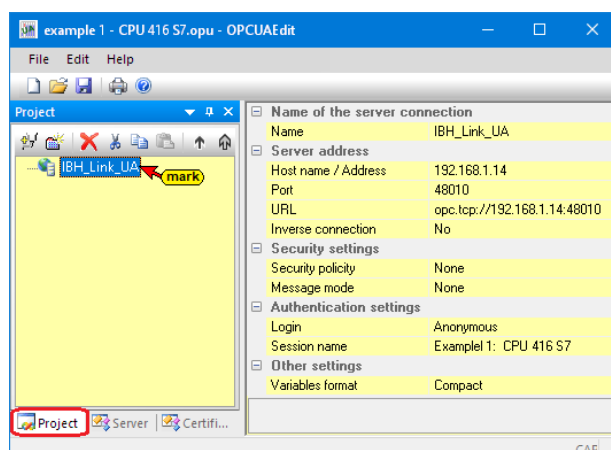 example 1 - CPU 416 S7.opu - OPCUAEdit
File Edit Help
Project
IBH_Link_UA
mark)
Name of the server connection
Name IBH_Link_UA
Server address
Host name / Address 192.168.1.14
Port 48010
URL opc.tcp://192.168.1.14:48010
Inverse connection No
Security settings
Security policity None
Message mode None
Authentication settings
Login Anonymous
Session name Examplel 1: CPU 416 S7
Other settings
Variables format Compact
Project Server Certifi...